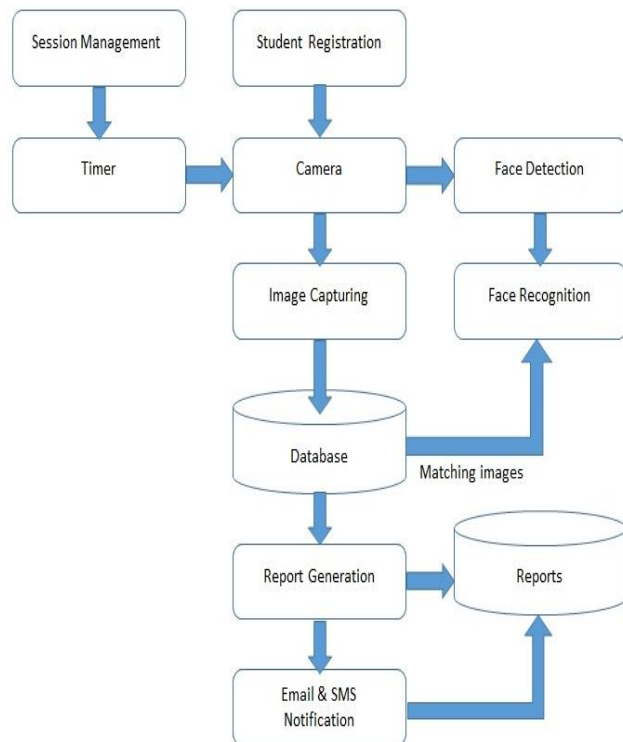 Session Management
Student Registration
Timer
Camera
Face Detection
Image Capturing
Face Recognition
Database
Matching images
Report Generation
Reports
Email & SMS
Notification